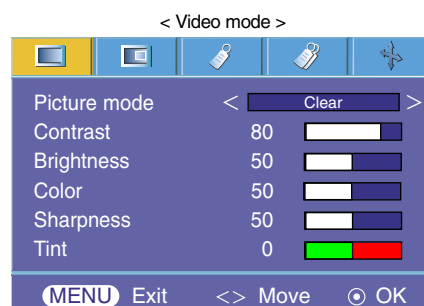 < Video mode >
Picture mode < Clear >
Contrast 80
Brightness 50
Color 50
Sharpness 50
Tint 0
MENU Exit <> Move ⊙ OK